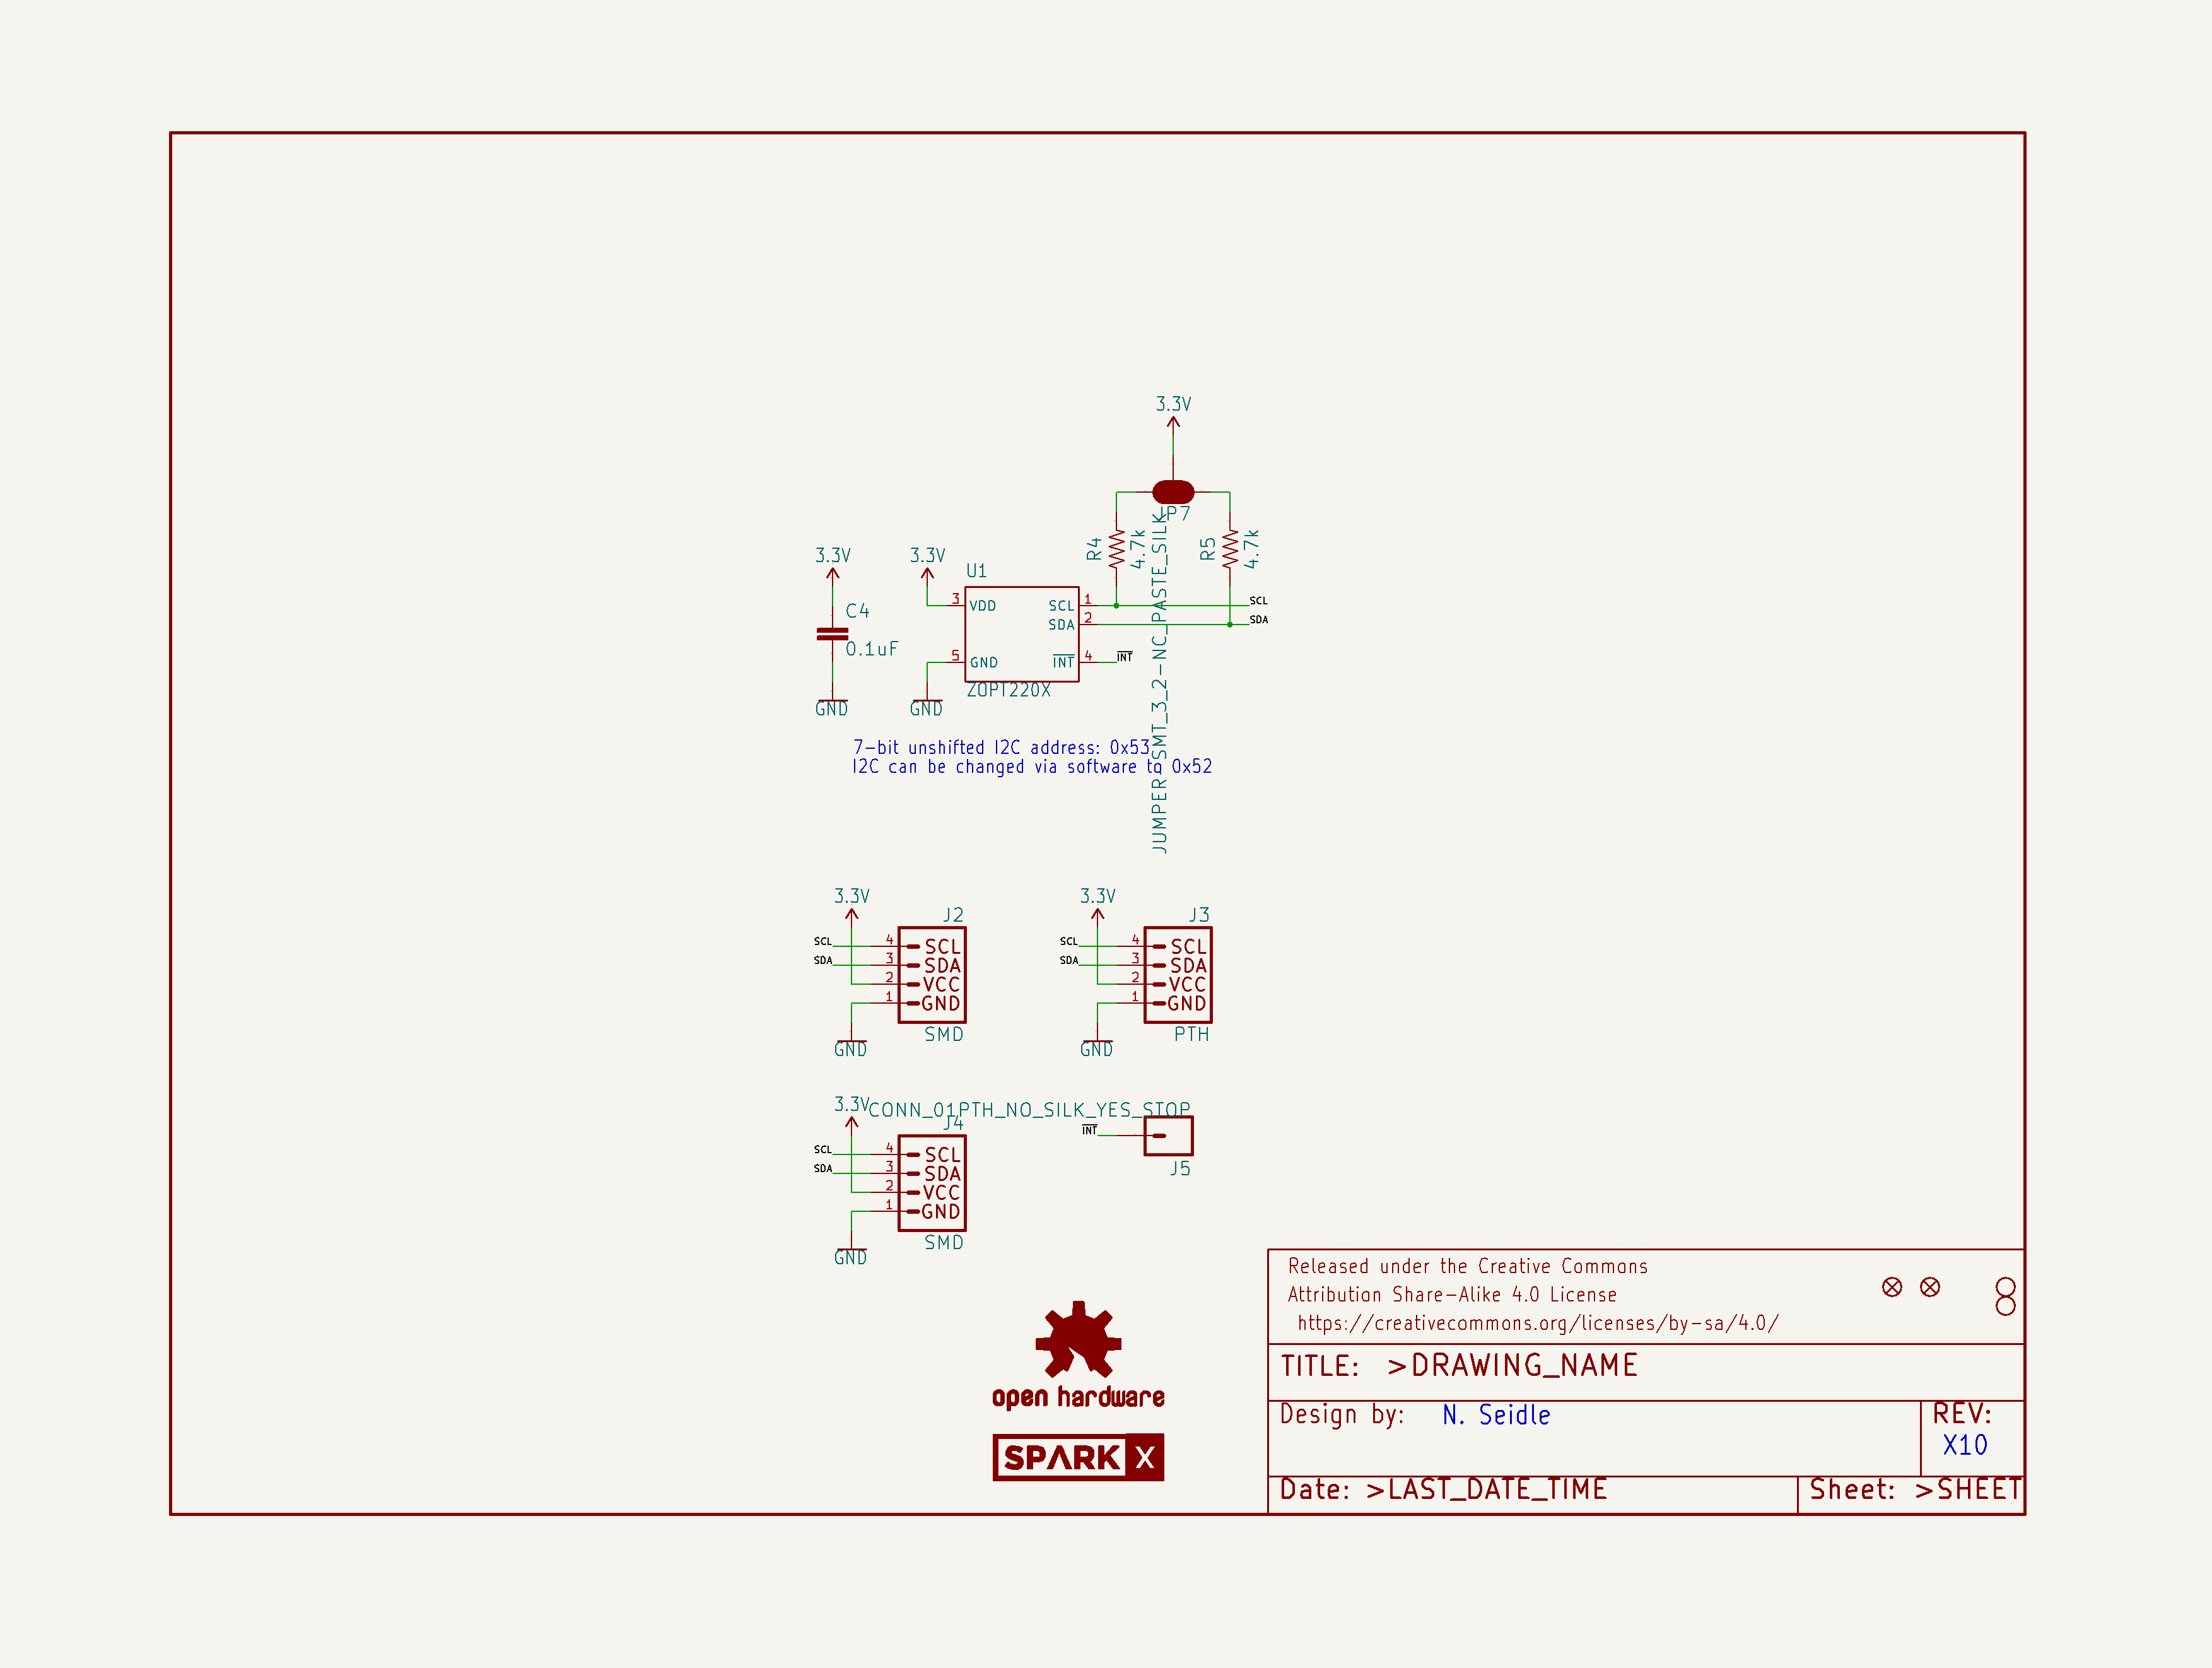 3.3V
JP7
JUMPER-SMT_3_2-NC_PASTE_SILK
R4
4.7k
R5
4.7k
3.3V
C4
0.1uF
GND
3.3V
U1
3 VDD
5 GND
SCL 1
SDA 2
INT 4
ZOPT220X
GND
SCL
SDA
INT
7-bit unshifted I2C address: 0x53
I2C can be changed via software to 0x52
3.3V
J2
SCL 4 SCL
SDA 3 SDA
2 VCC
1 GND
SMD
GND
3.3V
J3
SCL 4 SCL
SDA 3 SDA
2 VCC
1 GND
PTH
GND
3.3V
J4
SCL 4 SCL
SDA 3 SDA
2 VCC
1 GND
SMD
GND
CONN_01PTH_NO_SILK_YES_STOP
INT
J5
open hardware
SPARK X
Released under the Creative Commons
Attribution Share-Alike 4.0 License
https://creativecommons.org/licenses/by-sa/4.0/
TITLE: >DRAWING_NAME
Design by: N. Seidle
REV:
X10
Date: >LAST_DATE_TIME
Sheet: >SHEET